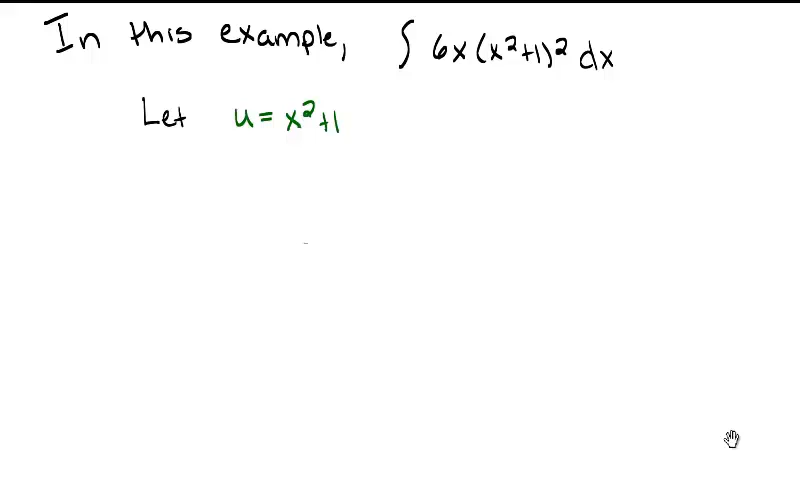 In this example, ∫ 6x(x²+1)² dx
Let u = x²+1